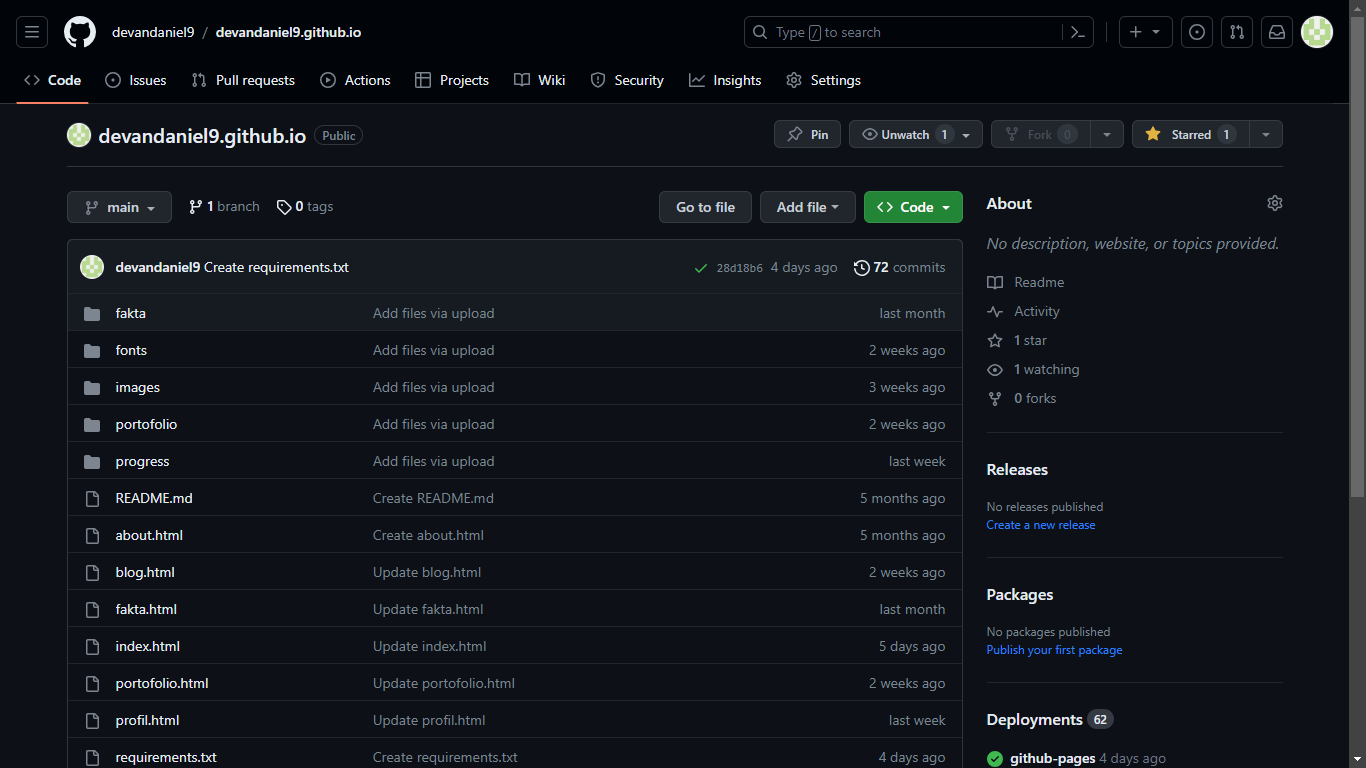 devandaniel9 / devandaniel9.github.io
Type / to search
Code Issues Pull requests Actions Projects Wiki Security Insights Settings
devandaniel9.github.io Public
Pin Unwatch 1 Fork 0 Starred 1
main 1 branch 0 tags
Go to file Add file Code
devandaniel9 Create requirements.txt 28d18b6 4 days ago 72 commits
fakta Add files via upload last month
fonts Add files via upload 2 weeks ago
images Add files via upload 3 weeks ago
portofolio Add files via upload 2 weeks ago
progress Add files via upload last week
README.md Create README.md 5 months ago
about.html Create about.html 5 months ago
blog.html Update blog.html 2 weeks ago
fakta.html Update fakta.html last month
index.html Update index.html 5 days ago
portofolio.html Update portofolio.html 2 weeks ago
profil.html Update profil.html last week
requirements.txt Create requirements.txt 4 days ago
About
No description, website, or topics provided.
Readme
Activity
1 star
1 watching
0 forks
Releases
No releases published
Create a new release
Packages
No packages published
Publish your first package
Deployments 62
github-pages 4 days ago